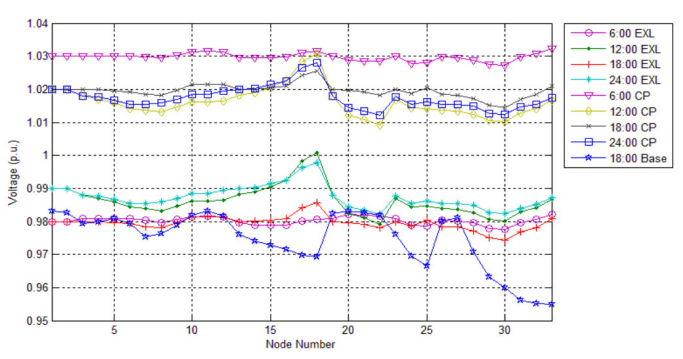 1.04
1.03
1.02
1.01
1
0.99
0.98
0.97
0.96
0.95
Voltage (p.u.)
5
10
15
20
25
30
Node Number
6:00 EXL
12:00 EXL
18:00 EXL
24:00 EXL
6:00 CP
12:00 CP
18:00 CP
24:00 CP
18:00 Base